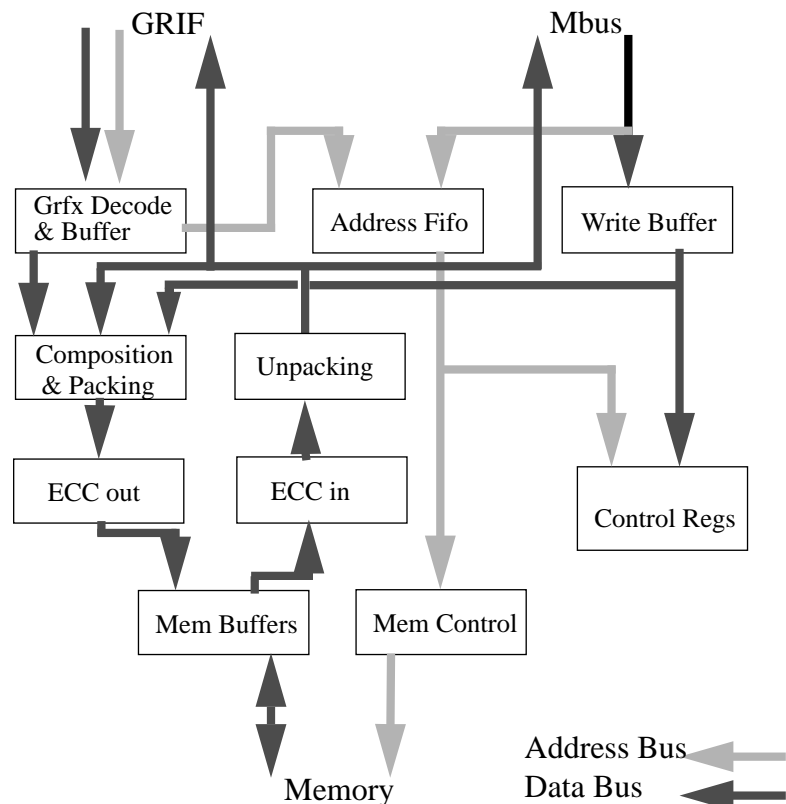 GRIF
Mbus
Grfx Decode
& Buffer
Address Fifo
Write Buffer
Composition
& Packing
Unpacking
ECC out
ECC in
Control Regs
Mem Buffers
Mem Control
Address Bus
Data Bus
Memory